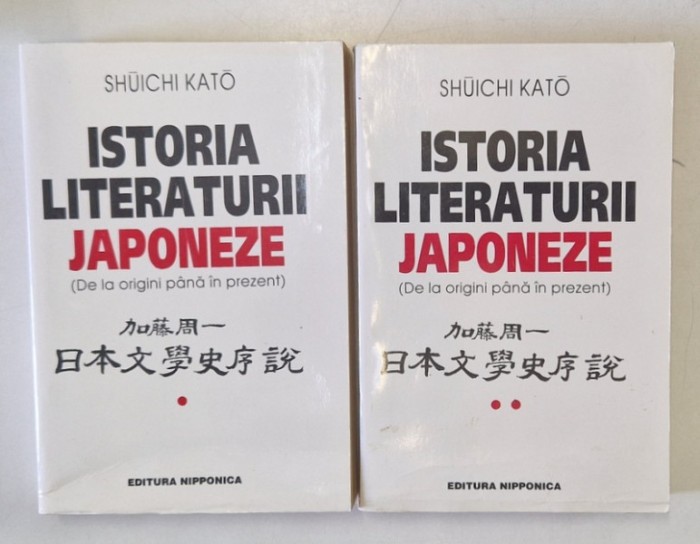 SHŪICHI KATŌ
ISTORIA
LITERATURII
JAPONEZE
(De la origini până în prezent)
加藤周一
日本文學史序説
EDITURA NIPPONICA
SHŪICHI KATŌ
ISTORIA
LITERATURII
JAPONEZE
(De la origini până în prezent)
加藤周一
日本文學史序説
EDITURA NIPPONICA